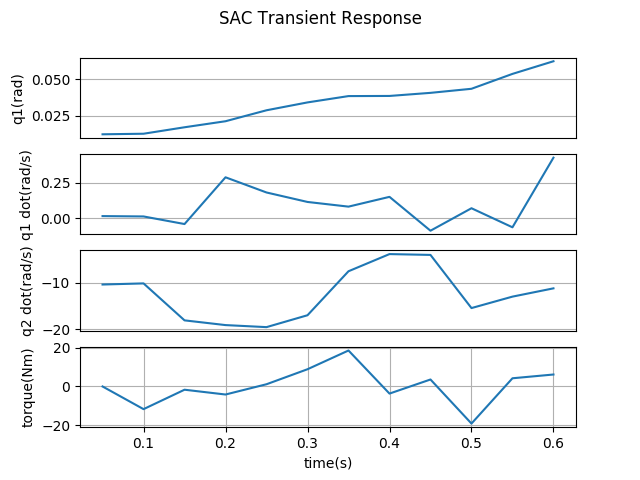 SAC Transient Response
q1(rad)
0.050
0.025
q1 dot(rad/s)
0.25
0.00
q2 dot(rad/s)
−10
−20
torque(Nm)
20
0
−20
0.1 0.2 0.3 0.4 0.5 0.6
time(s)